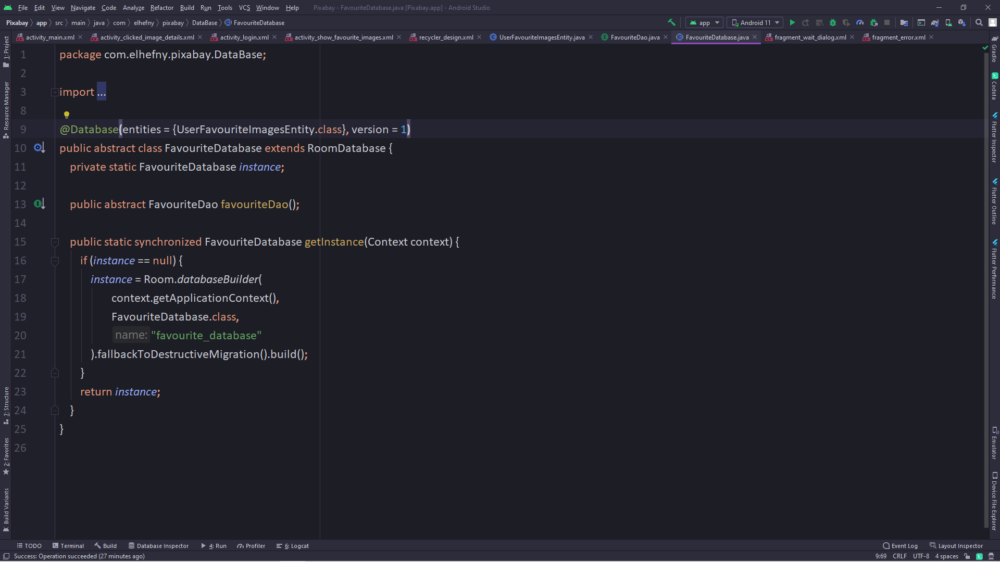 File Edit View Navigate Code Analyze Refactor Build Run Tools VCS Window Help Pixabay - FavouriteDatabase.java [Pixabay.app] - Android Studio
Pixabay app src main java com elhefny pixabay DataBase FavouriteDatabase app Android 11
activity_main.xml activity_clicked_image_details.xml activity_login.xml activity_show_favourite_images.xml recycler_design.xml UserFavouriteImagesEntity.java FavouriteDao.java FavouriteDatabase.java fragment_wait_dialog.xml fragment_error.xml
1: Project
Resource Manager
7: Structure
2: Favorites
Build Variants
1 package com.elhefny.pixabay.DataBase;
2
3 import ...
8
9 @Database(entities = {UserFavouriteImagesEntity.class}, version = 1)
10 public abstract class FavouriteDatabase extends RoomDatabase {
11 private static FavouriteDatabase instance;
12
13 public abstract FavouriteDao favouriteDao();
14
15 public static synchronized FavouriteDatabase getInstance(Context context) {
16 if (instance == null) {
17 instance = Room.databaseBuilder(
18 context.getApplicationContext(),
19 FavouriteDatabase.class,
20 name: "favourite_database"
21 ).fallbackToDestructiveMigration().build();
22 }
23 return instance;
24 }
25 }
26
Gradle
Codota
Flutter Inspector
Flutter Outline
Flutter Performance
Emulator
Device File Explorer
TODO Terminal Build Database Inspector 4: Run Profiler 6: Logcat Event Log Layout Inspector
Success: Operation succeeded (27 minutes ago) 9:69 CRLF UTF-8 4 spaces